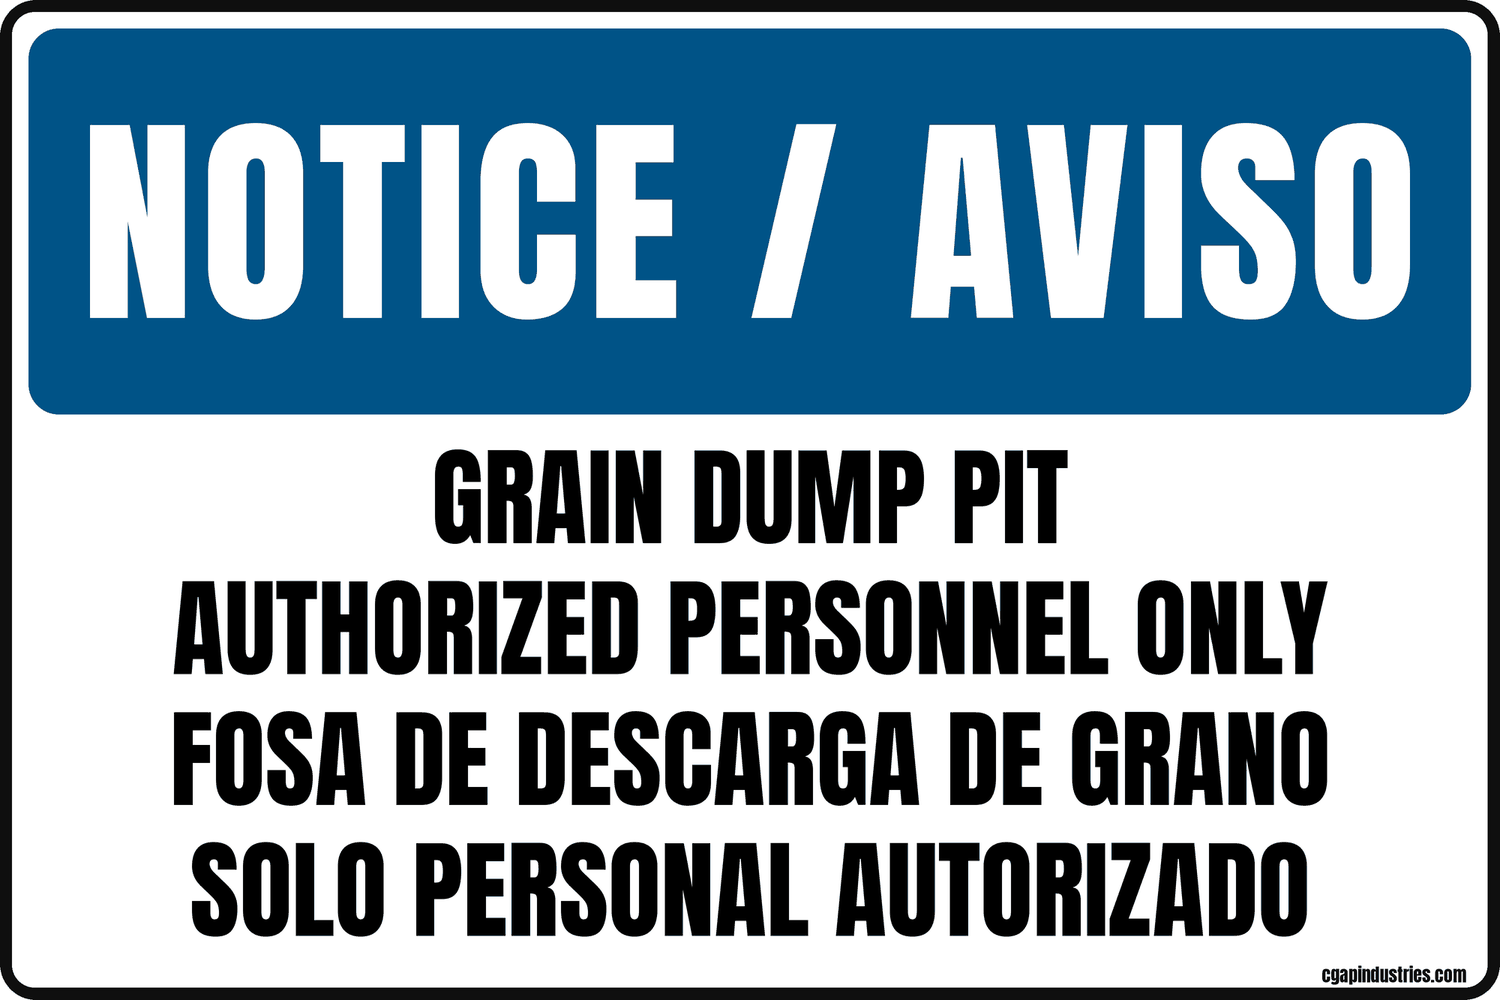 NOTICE / AVISO
GRAIN DUMP PIT
AUTHORIZED PERSONNEL ONLY
FOSA DE DESCARGA DE GRANO
SOLO PERSONAL AUTORIZADO
cgapindustries.com